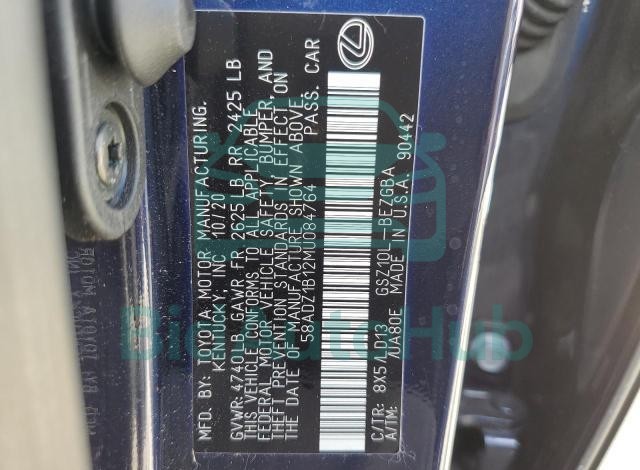 MFD. BY: TOYOTA MOTOR MANUFACTURING.
KENTUCKY, INC 10/20
GVWR: 4740 LB GAWR FR 2625 LB RR 2425 LB
THIS VEHICLE CONFORMS TO ALL APPLICABLE
FEDERAL MOTOR VEHICLE SAFETY, BUMPER, AND
THEFT PREVENTION STANDARDS IN EFFECT ON
THE DATE OF MANUFACTURE SHOWN ABOVE.
58ADZ1B12MU084764 PASS. CAR
C/TR: 8X5 /LD13 GSZ10L-BEZGBA
A/TM: /UA80E MADE IN U.S.A. 90442
BidAutoHub